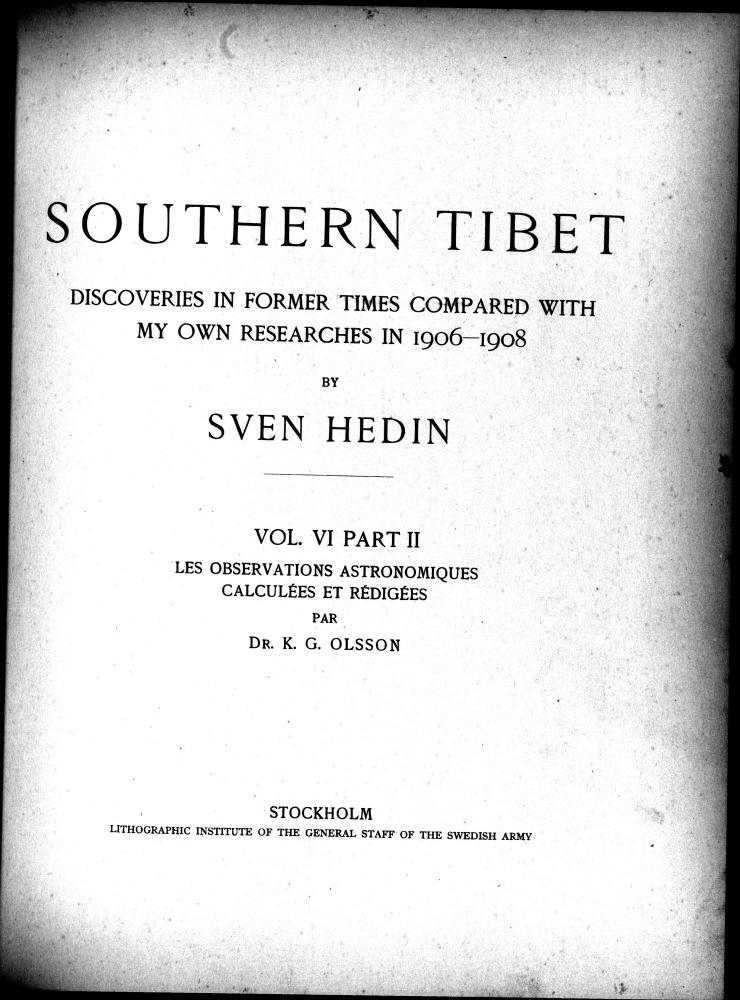 SOUTHERN TIBET
DISCOVERIES IN FORMER TIMES COMPARED WITH
MY OWN RESEARCHES IN 1906—1908
BY
SVEN HEDIN
VOL. VI PART II
LES OBSERVATIONS ASTRONOMIQUES
CALCULÉES ET RÉDIGÉES
PAR
DR. K. G. OLSSON
STOCKHOLM
LITHOGRAPHIC INSTITUTE OF THE GENERAL STAFF OF THE SWEDISH ARMY